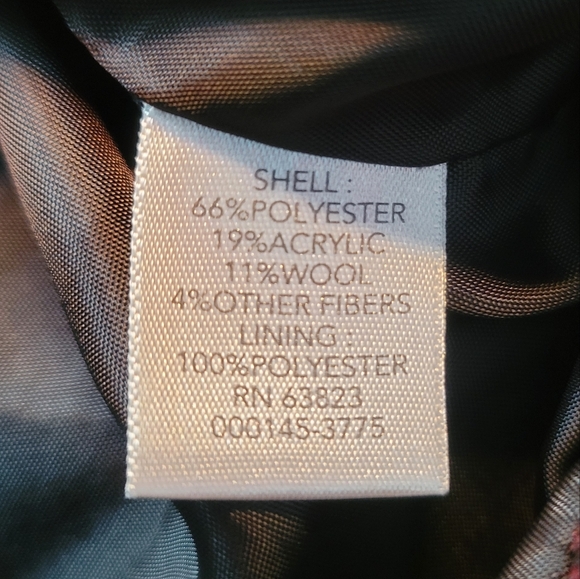 SHELL :
66%POLYESTER
19%ACRYLIC
11%WOOL
4%OTHER FIBERS
LINING :
100%POLYESTER
RN 63823
000145-3775